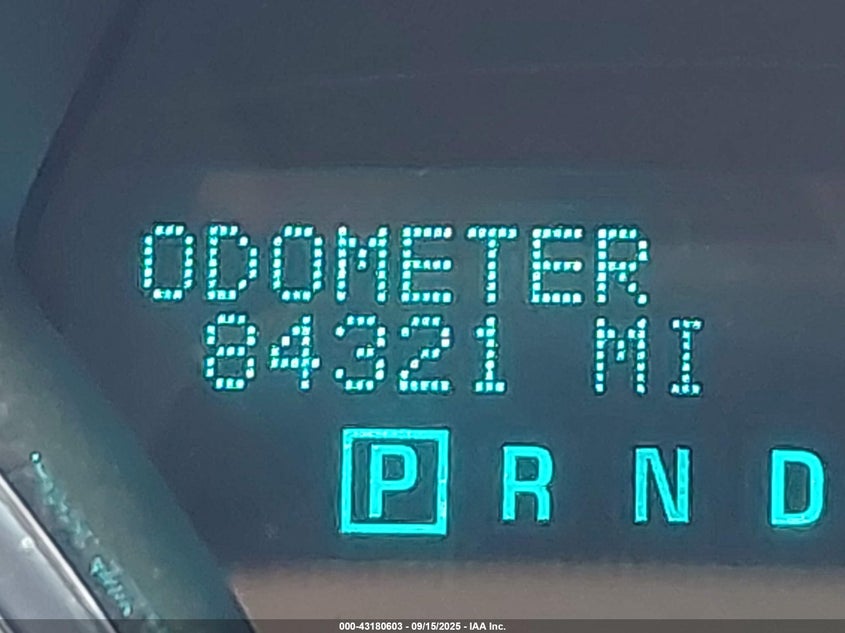 ODOMETER
84321 MI
P R N D
000-43180603 - 09/15/2025 - IAA Inc.